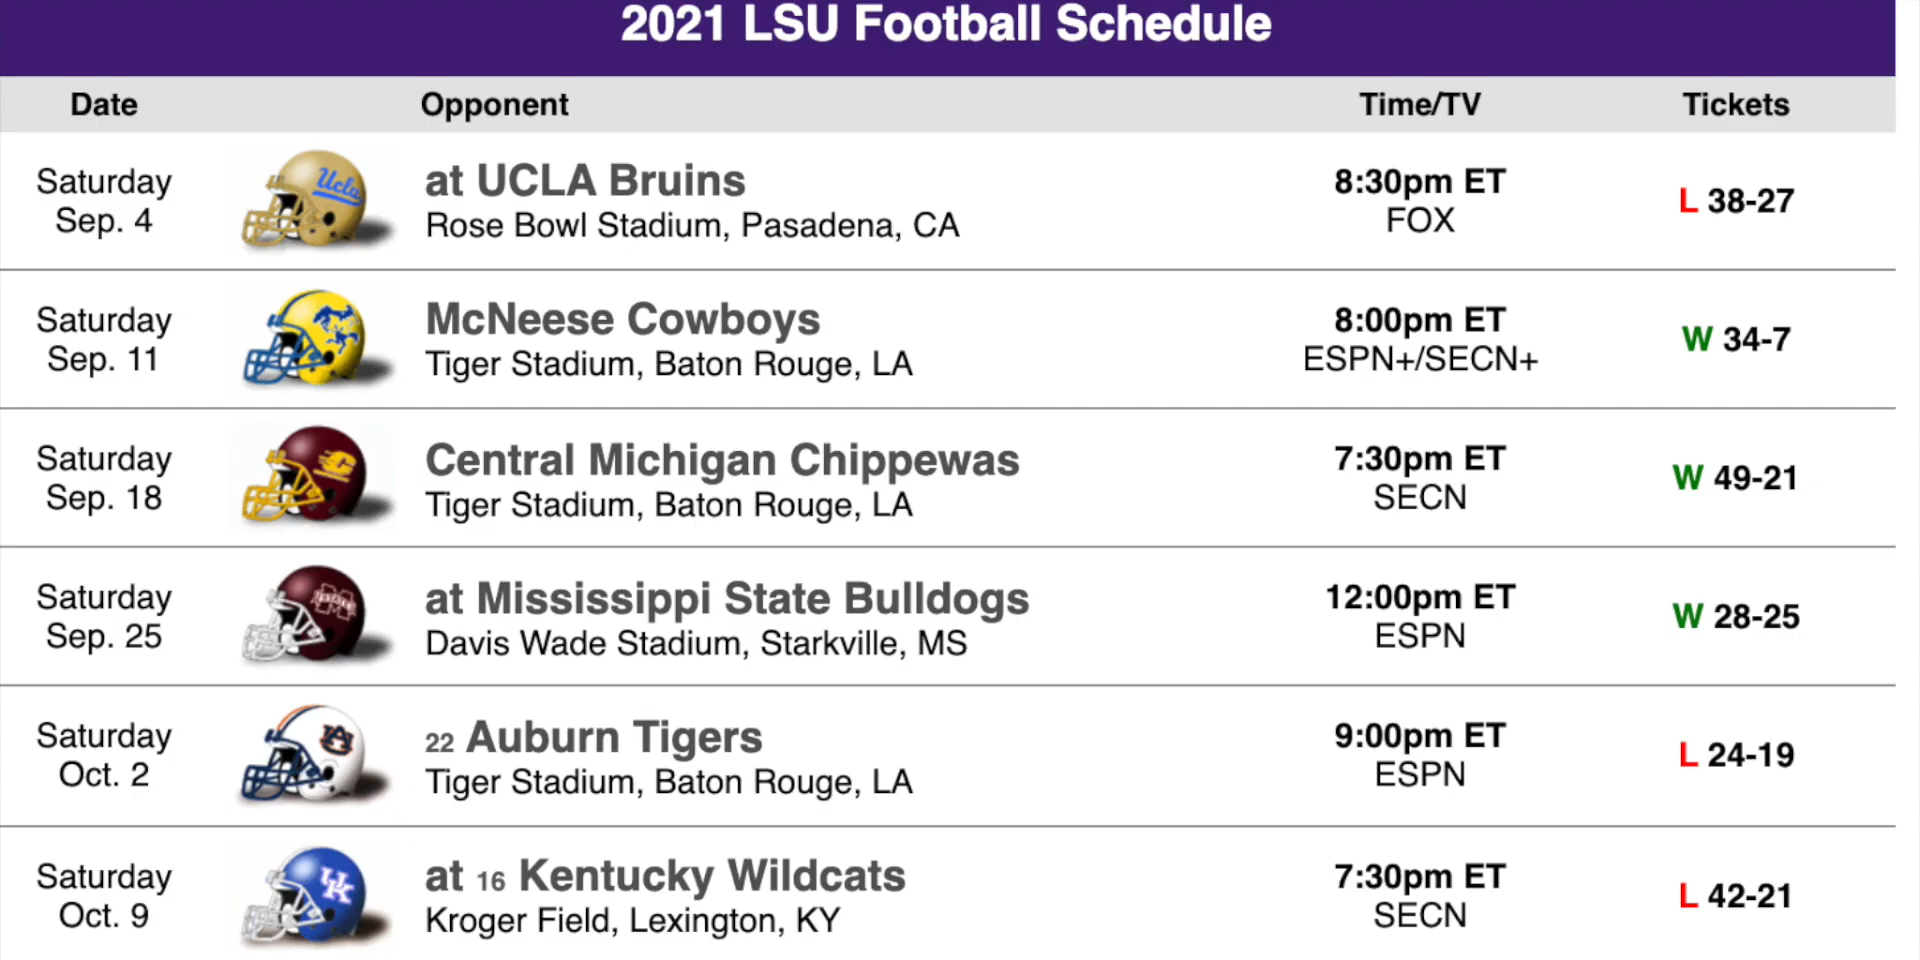 2021 LSU Football Schedule
Date Opponent Time/TV Tickets
Saturday
Sep. 4
Ucla
at UCLA Bruins
Rose Bowl Stadium, Pasadena, CA
8:30pm ET
FOX
L 38-27
Saturday
Sep. 11
McNeese Cowboys
Tiger Stadium, Baton Rouge, LA
8:00pm ET
ESPN+/SECN+
W 34-7
Saturday
Sep. 18
C
Central Michigan Chippewas
Tiger Stadium, Baton Rouge, LA
7:30pm ET
SECN
W 49-21
Saturday
Sep. 25
M STATE
at Mississippi State Bulldogs
Davis Wade Stadium, Starkville, MS
12:00pm ET
ESPN
W 28-25
Saturday
Oct. 2
AU
22 Auburn Tigers
Tiger Stadium, Baton Rouge, LA
9:00pm ET
ESPN
L 24-19
Saturday
Oct. 9
UK
at 16 Kentucky Wildcats
Kroger Field, Lexington, KY
7:30pm ET
SECN
L 42-21